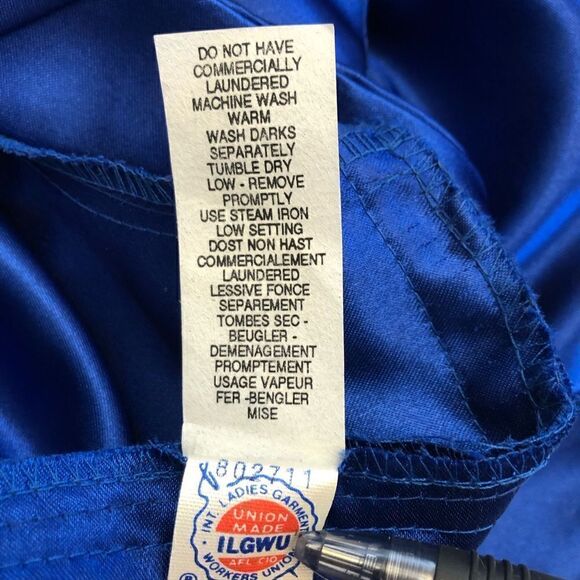 DO NOT HAVE
COMMERCIALLY
LAUNDERED
MACHINE WASH
WARM
WASH DARKS
SEPARATELY
TUMBLE DRY
LOW - REMOVE
PROMPTLY
USE STEAM IRON
LOW SETTING
DOST NON HAST
COMMERCIALEMENT
LAUNDERED
LESSIVE FONCE
SEPAREMENT
TOMBES SEC -
BEUGLER -
DEMENAGEMENT
PROMPTEMENT
USAGE VAPEUR
FER -BENGLER
MISE
802711
INT. LADIES GARMENT
UNION
MADE
ILGWU
AFL CIO
WORKERS UNION
®